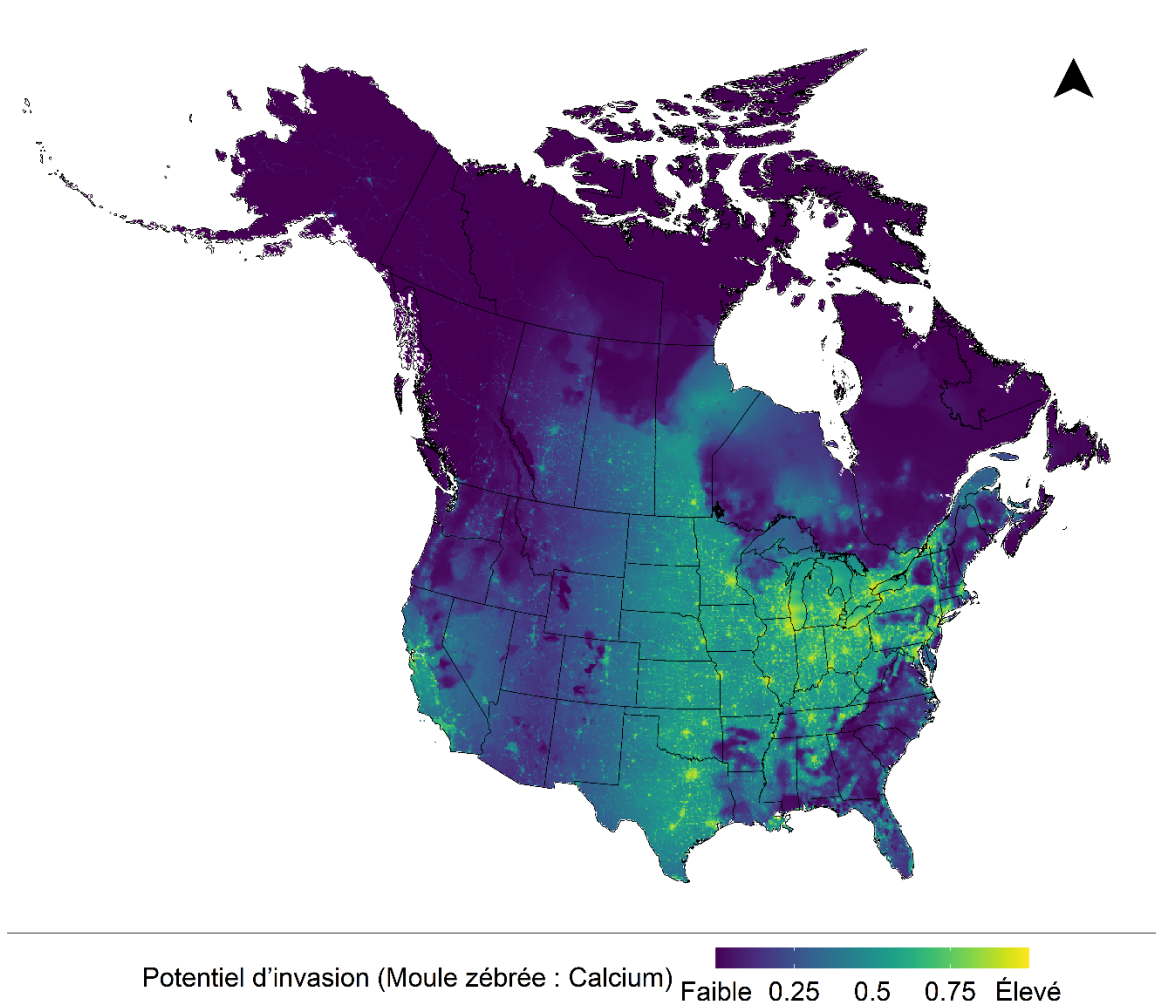 Potentiel d’invasion (Moule zébrée : Calcium)
Faible 0.25 0.5 0.75 Élevé